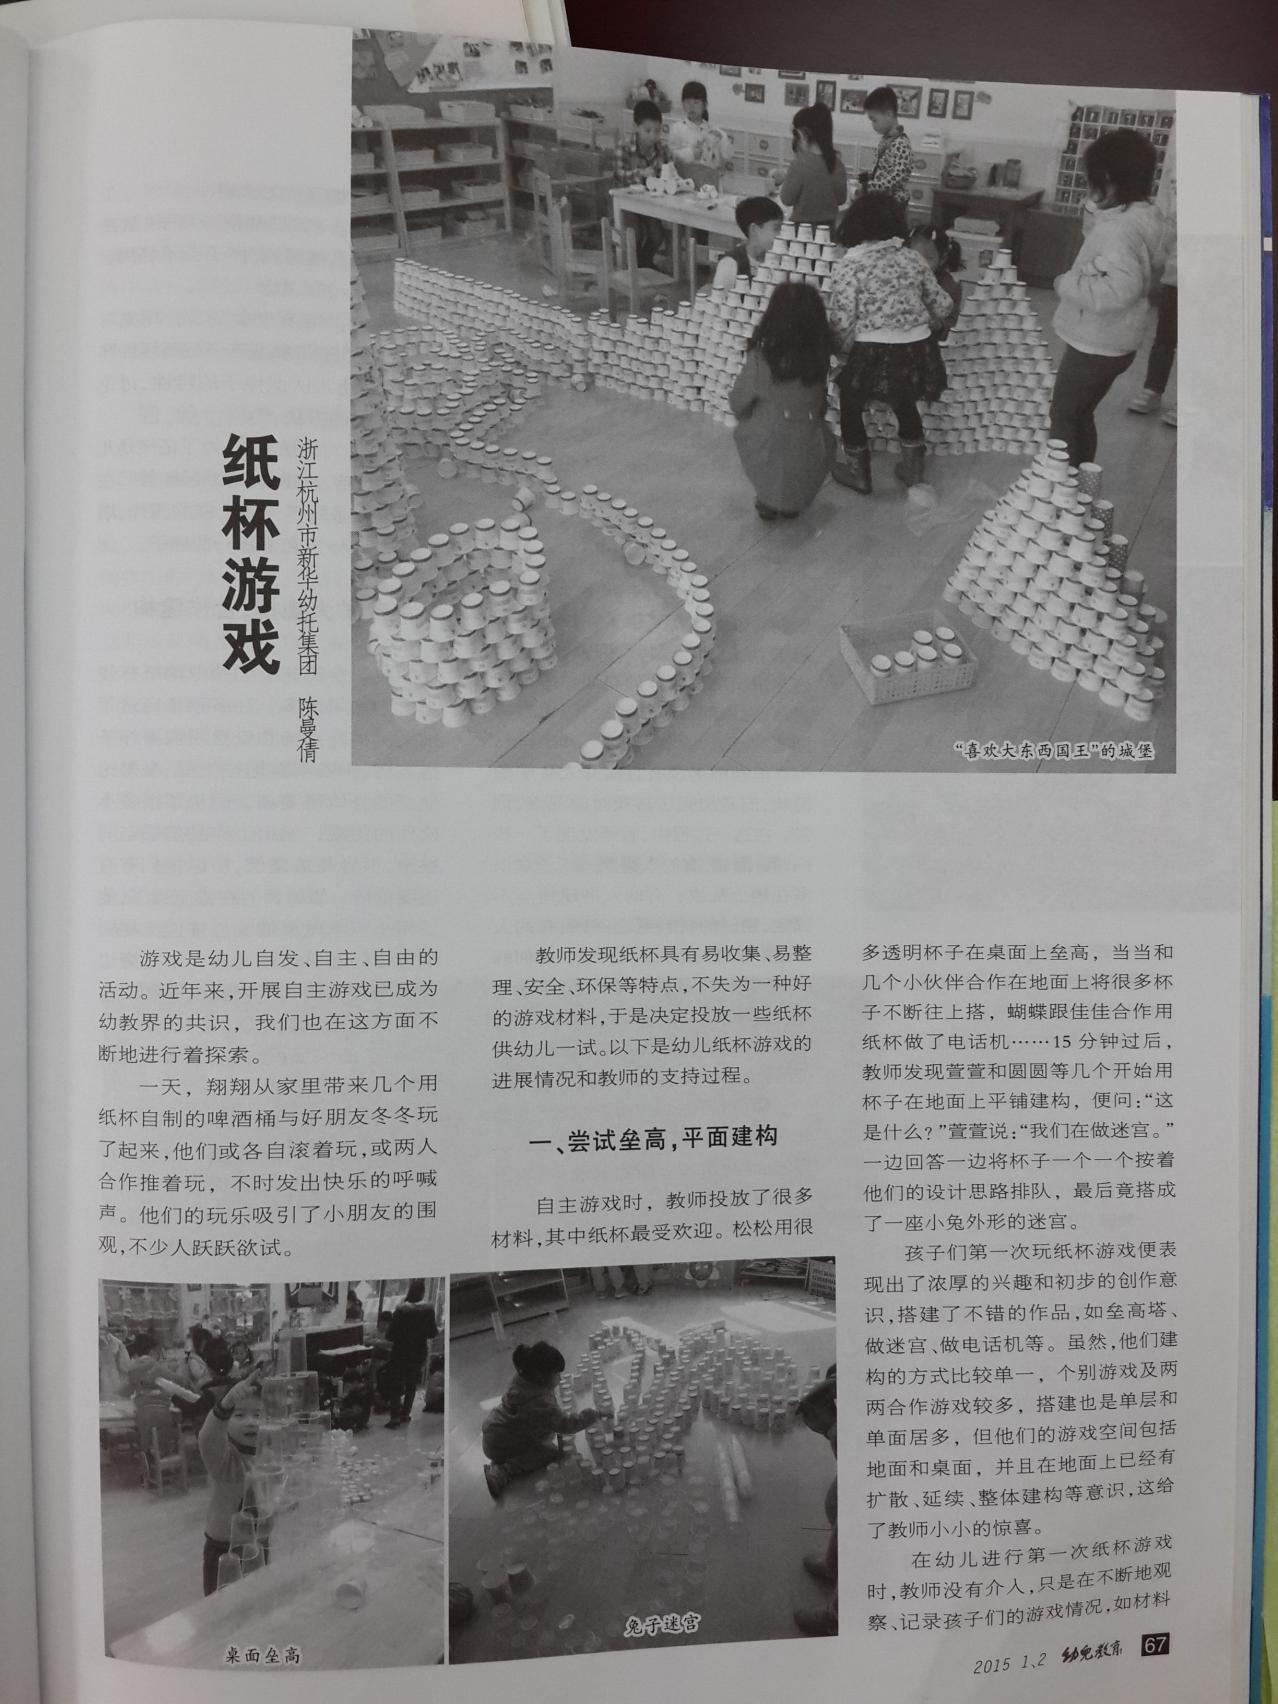 纸杯游戏
浙江杭州市新华幼托集团 陈曼倩
“喜欢大东西国王”的城堡
游戏是幼儿自发、自主、自由的
活动。近年来,开展自主游戏已成为
幼教界的共识，我们也在这方面不
断地进行着探索。
一天，翔翔从家里带来几个用
纸杯自制的啤酒桶与好朋友冬冬玩
了起来,他们或各自滚着玩,或两人
合作推着玩，不时发出快乐的呼喊
声。他们的玩乐吸引了小朋友的围
观,不少人跃跃欲试。
教师发现纸杯具有易收集、易整
理、安全、环保等特点,不失为一种好
的游戏材料,于是决定投放一些纸杯
供幼儿一试。以下是幼儿纸杯游戏的
进展情况和教师的支持过程。
一、尝试垒高,平面建构
自主游戏时，教师投放了很多
材料,其中纸杯最受欢迎。松松用很
多透明杯子在桌面上垒高，当当和
几个小伙伴合作在地面上将很多杯
子不断往上搭，蝴蝶跟佳佳合作用
纸杯做了电话机……15 分钟过后，
教师发现萱萱和圆圆等几个开始用
杯子在地面上平铺建构，便问:“这
是什么？”萱萱说:“我们在做迷宫。”
一边回答一边将杯子一个一个按着
他们的设计思路排队，最后竟搭成
了一座小兔外形的迷宫。
孩子们第一次玩纸杯游戏便表
现出了浓厚的兴趣和初步的创作意
识,搭建了不错的作品,如垒高塔、
做迷宫、做电话机等。虽然,他们建
构的方式比较单一，个别游戏及两
两合作游戏较多，搭建也是单层和
单面居多，但他们的游戏空间包括
地面和桌面，并且在地面上已经有
扩散、延续、整体建构等意识,这给
了教师小小的惊喜。
在幼儿进行第一次纸杯游戏
时,教师没有介入,只是在不断地观
察、记录孩子们的游戏情况,如材料
桌面垒高
兔子迷宫
2015 1、2 幼儿教育 67